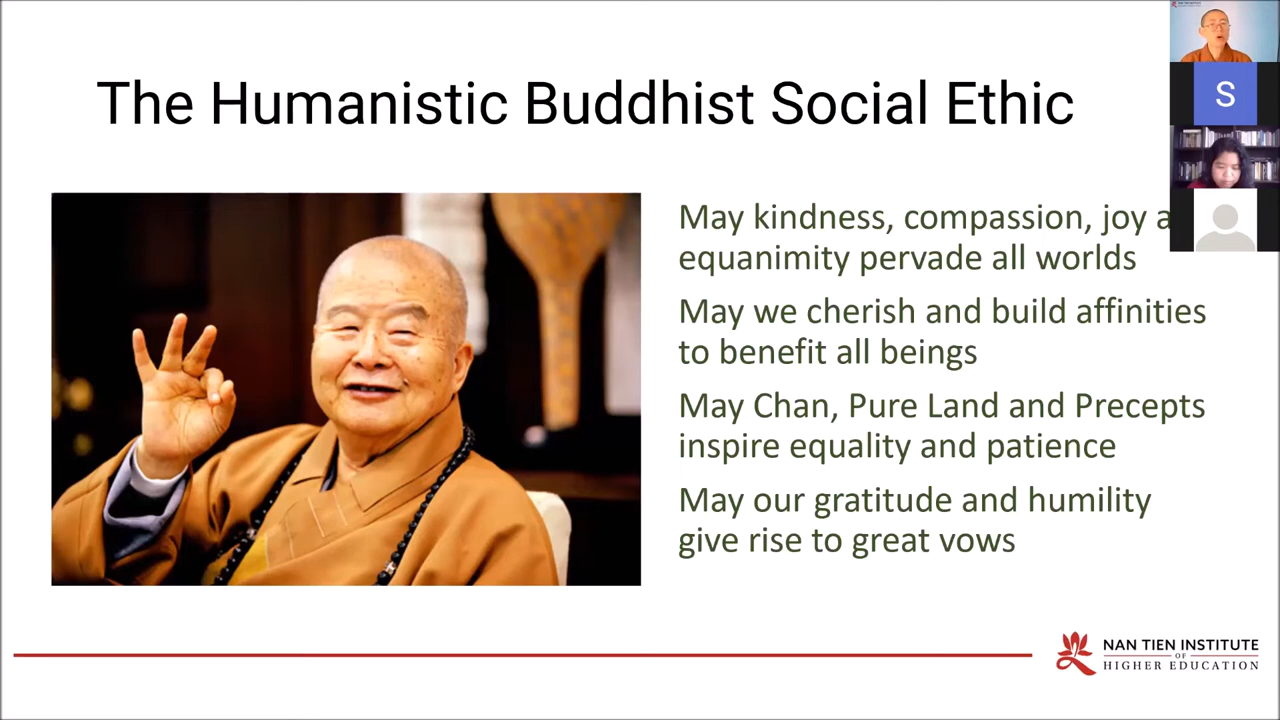 The Humanistic Buddhist Social Ethic
S
May kindness, compassion, joy a
equanimity pervade all worlds
May we cherish and build affinities
to benefit all beings
May Chan, Pure Land and Precepts
inspire equality and patience
May our gratitude and humility
give rise to great vows
NAN TIEN INSTITUTE
OF
HIGHER EDUCATION